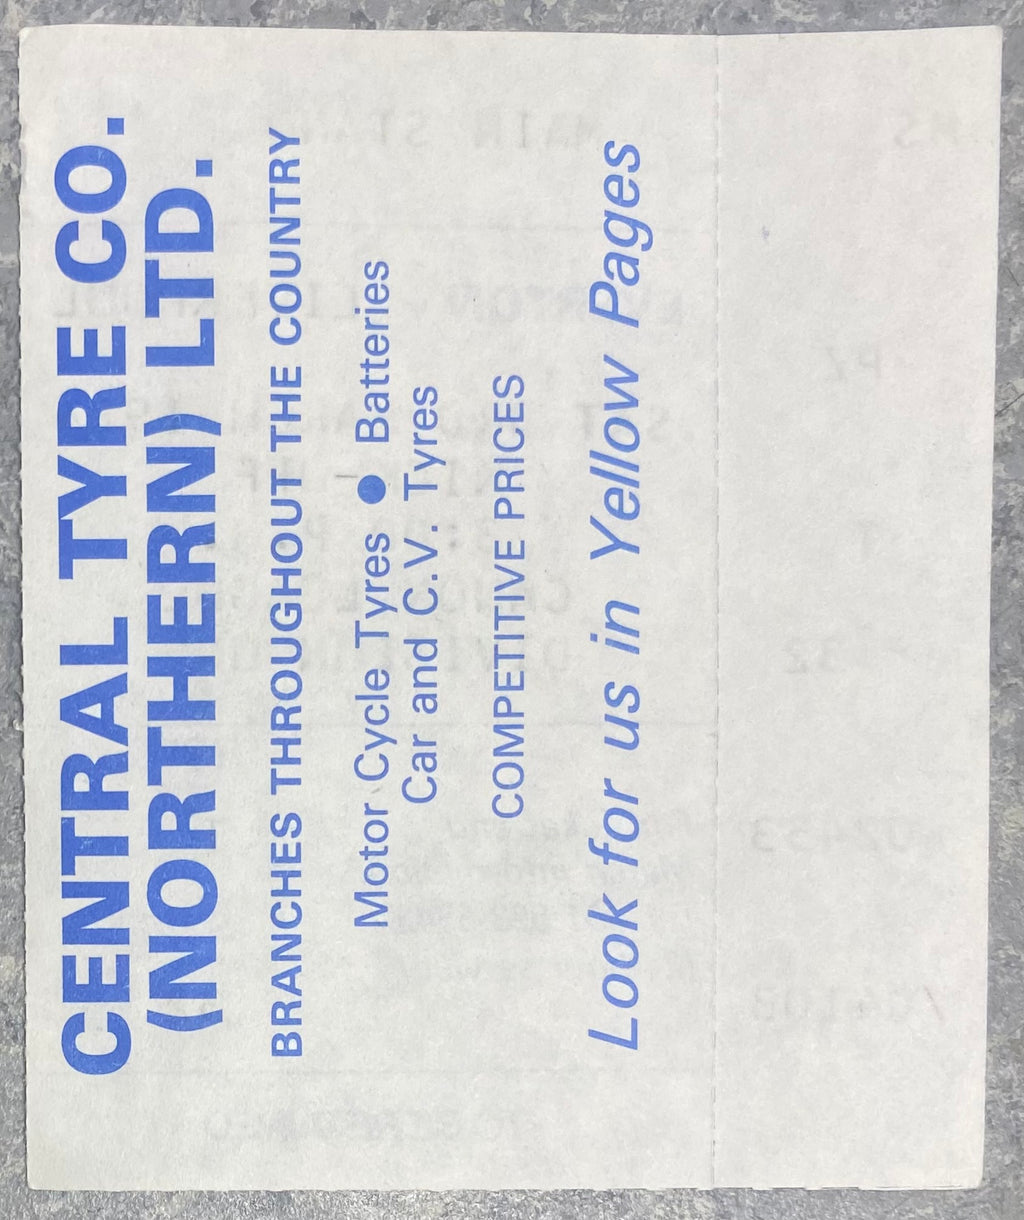 CENTRAL TYRE CO.
(NORTHERN) LTD.
BRANCHES THROUGHOUT THE COUNTRY
Motor Cycle Tyres ● Batteries
Car and C.V. Tyres
COMPETITIVE PRICES
Look for us in Yellow Pages